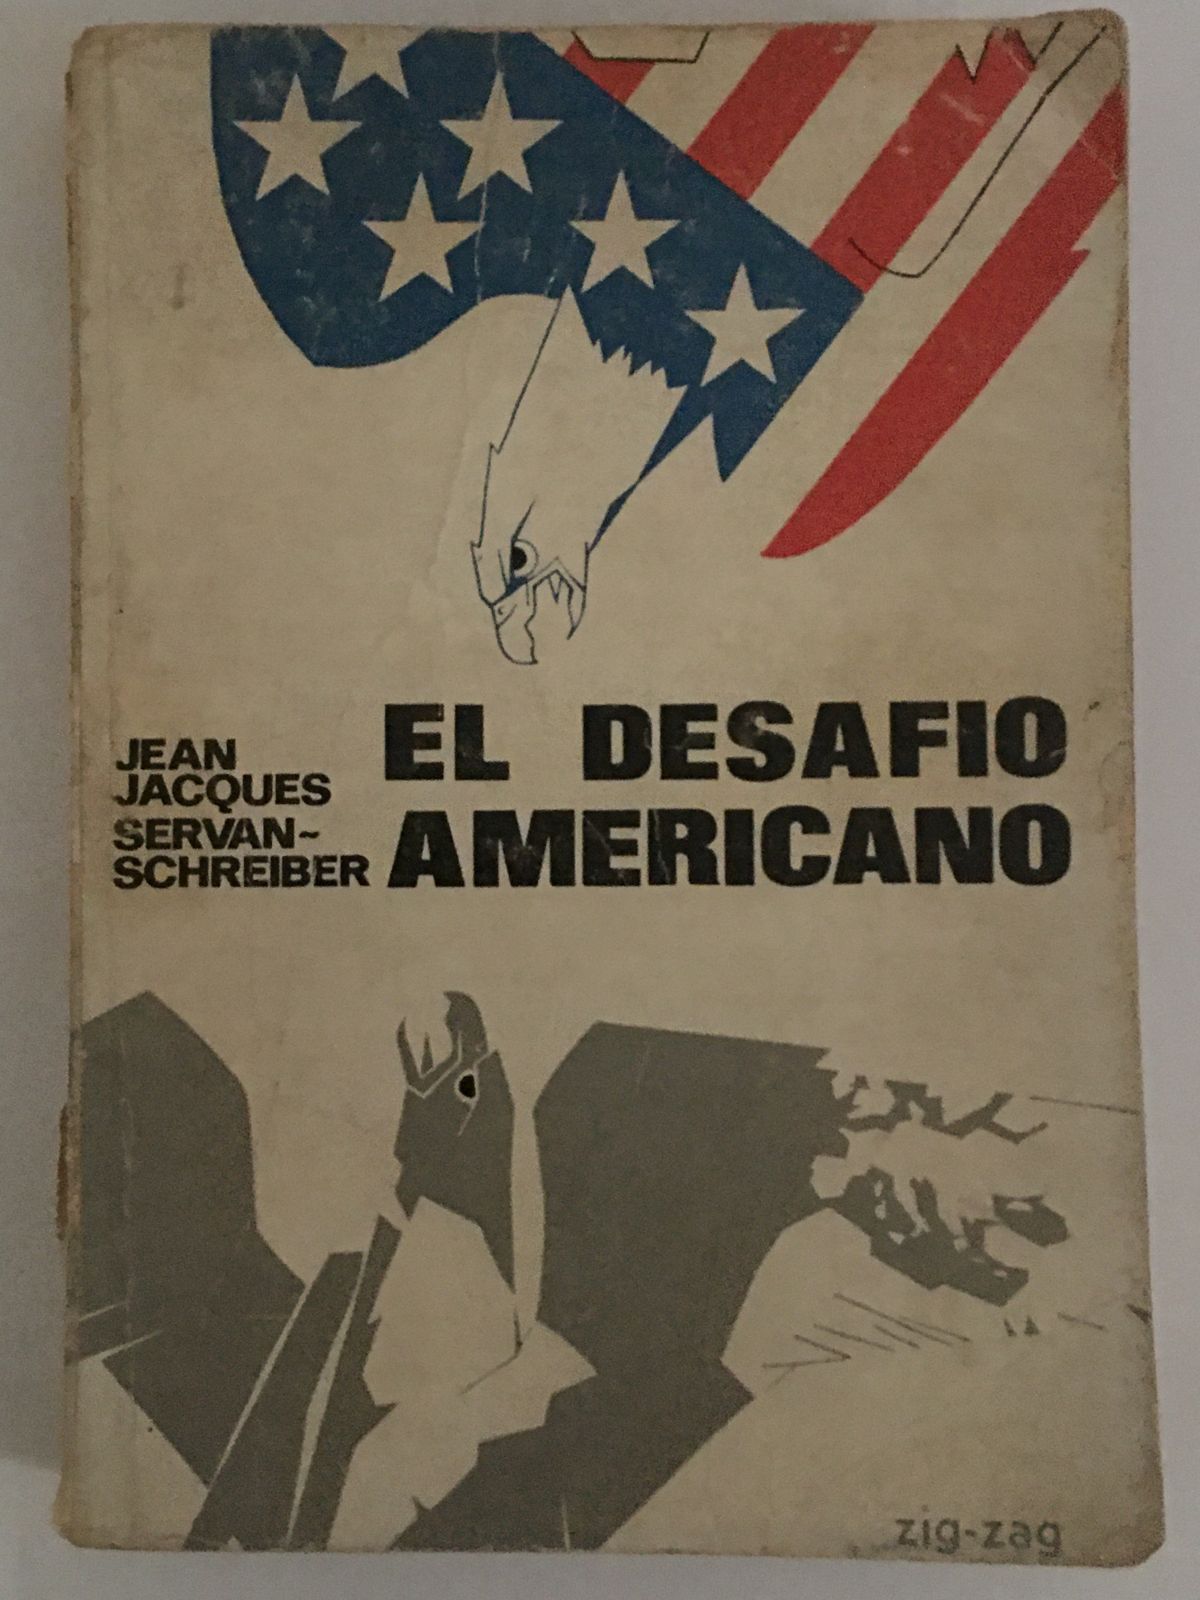 JEAN
JACQUES
SERVAN-
SCHREIBER
EL DESAFIO
AMERICANO
zig-zag